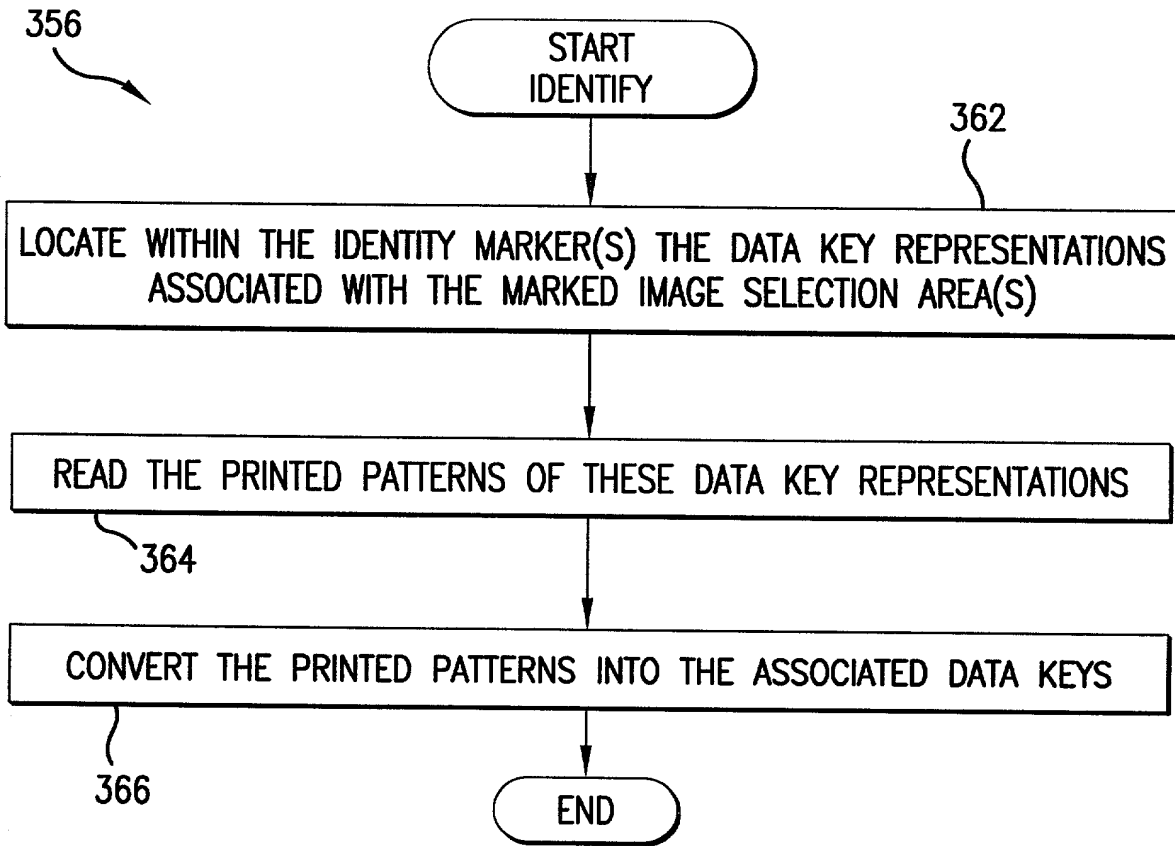 356
START
IDENTIFY
362
LOCATE WITHIN THE IDENTITY MARKER(S) THE DATA KEY REPRESENTATIONS
ASSOCIATED WITH THE MARKED IMAGE SELECTION AREA(S)
READ THE PRINTED PATTERNS OF THESE DATA KEY REPRESENTATIONS
364
CONVERT THE PRINTED PATTERNS INTO THE ASSOCIATED DATA KEYS
366
END